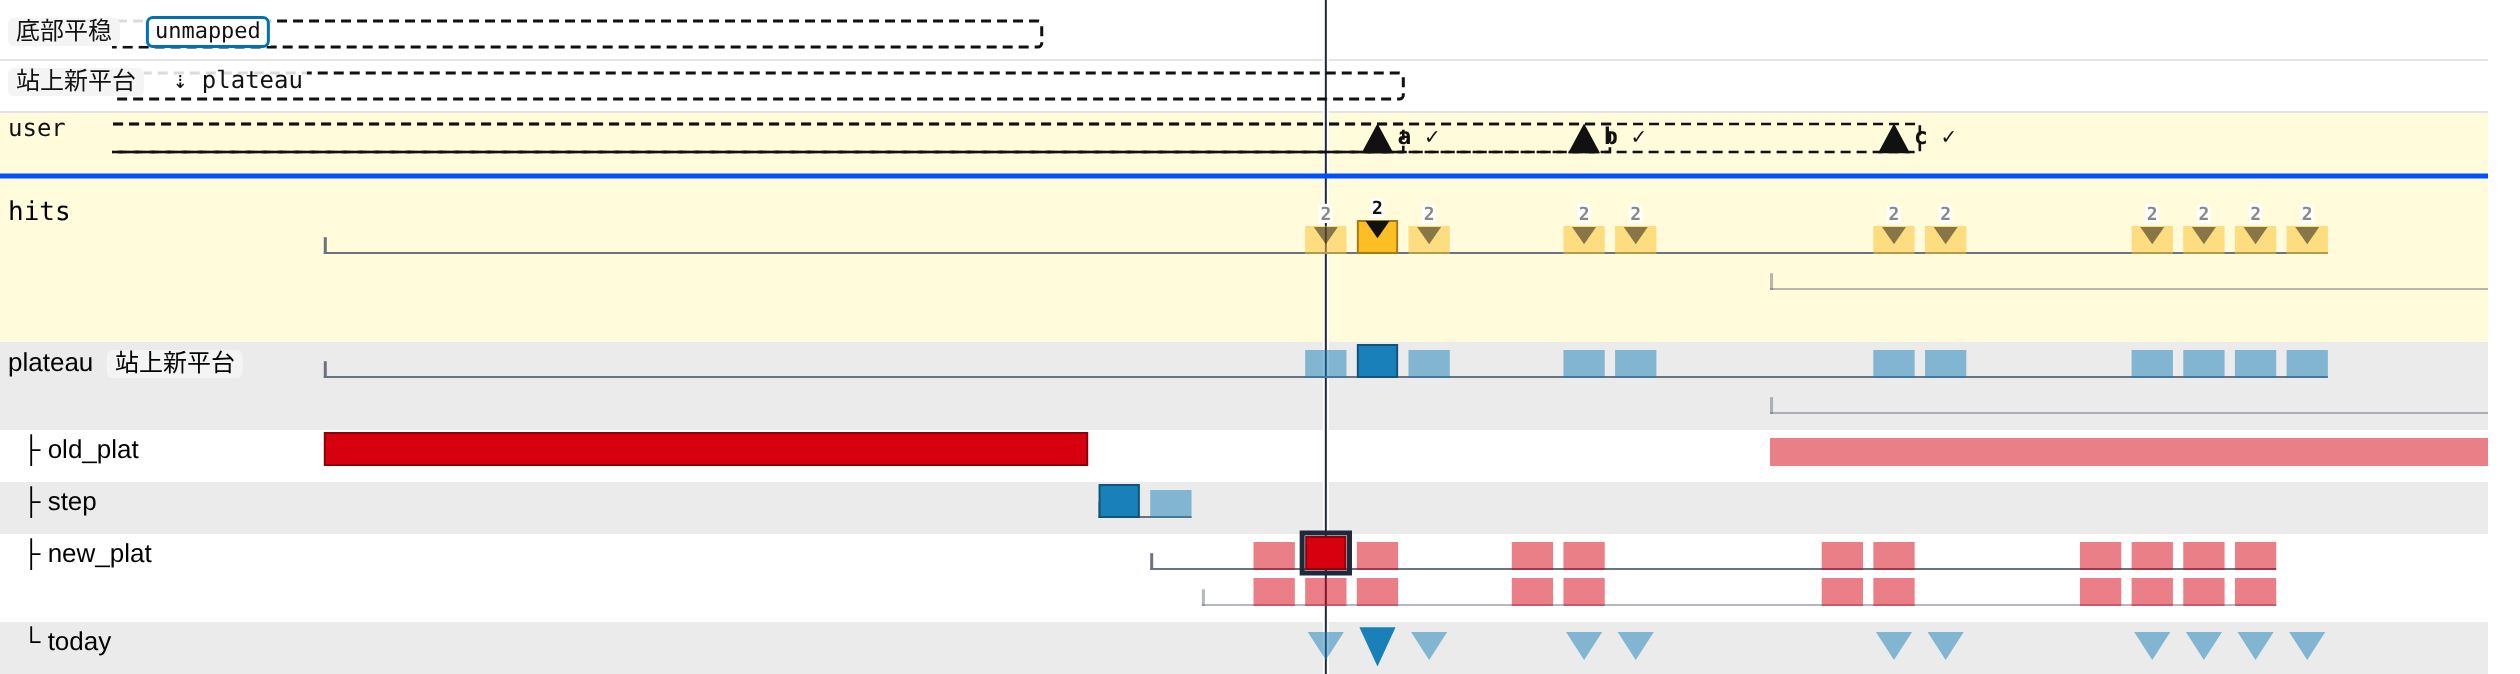 底部平稳 unmapped
站上新平台 ⇣ plateau
user a ✓ b ✓ c ✓
hits 2 2 2 2 2 2 2 2 2 2 2
plateau 站上新平台
├ old_plat
├ step
├ new_plat
└ today